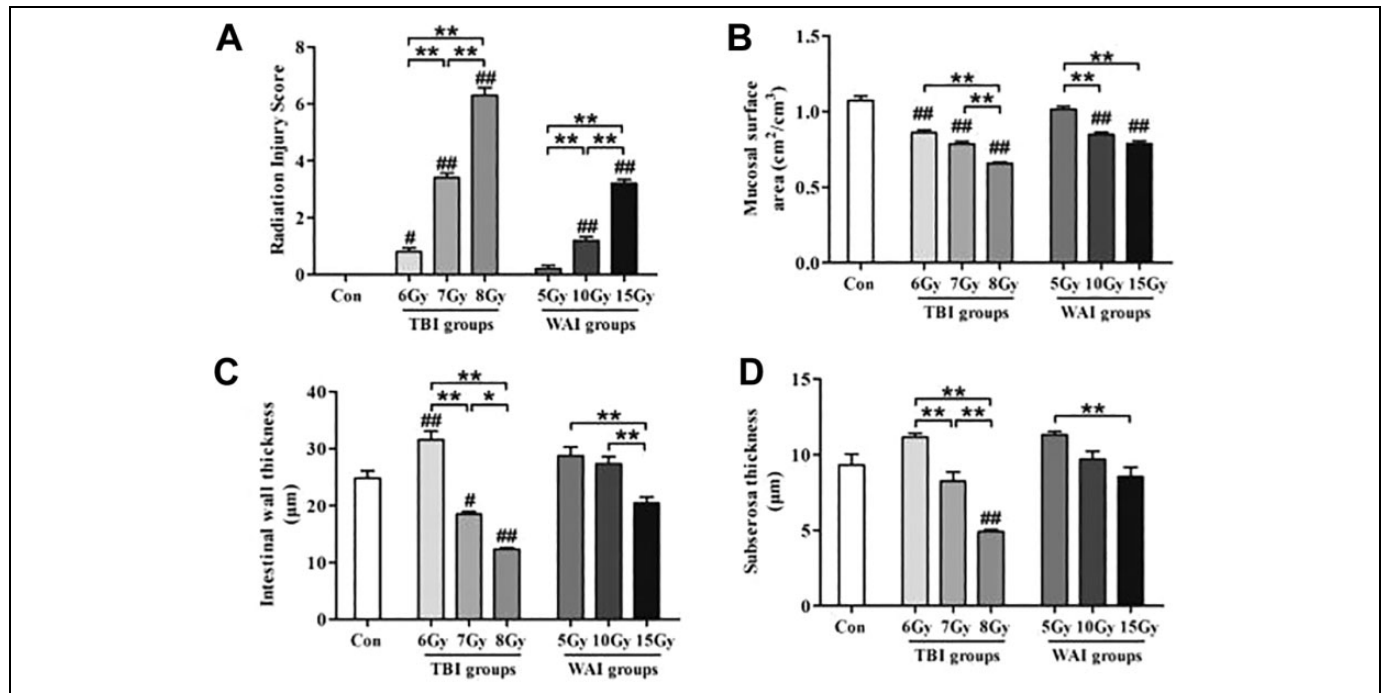 A
Radiation Injury Score
8
6
4
2
0
**
** **
# ## ##
**
** **
## ##
Con 6Gy 7Gy 8Gy 5Gy 10Gy 15Gy
TBI groups WAI groups
B
Mucosal surface
area (cm²/cm³)
1.5
1.0
0.5
0.0
**
**
## ## ##
**
**
## ##
Con 6Gy 7Gy 8Gy 5Gy 10Gy 15Gy
TBI groups WAI groups
C
Intestinal wall thickness
(μm)
40
30
20
10
0
**
** *
## # ##
**
**
Con 6Gy 7Gy 8Gy 5Gy 10Gy 15Gy
TBI groups WAI groups
D
Subserosa thickness
(μm)
15
10
5
0
**
** **
##
**
Con 6Gy 7Gy 8Gy 5Gy 10Gy 15Gy
TBI groups WAI groups